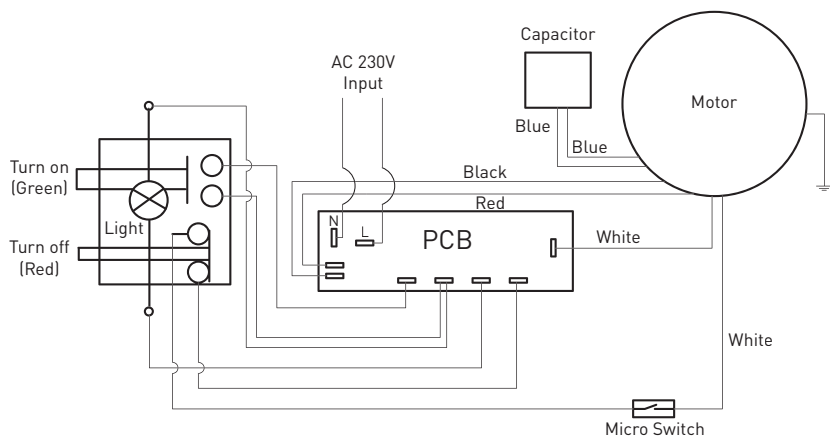 Capacitor
AC 230V
Input
Motor
Blue
Blue
Turn on
(Green)
Black
Light
Red
N
L
PCB
White
Turn off
(Red)
White
Micro Switch